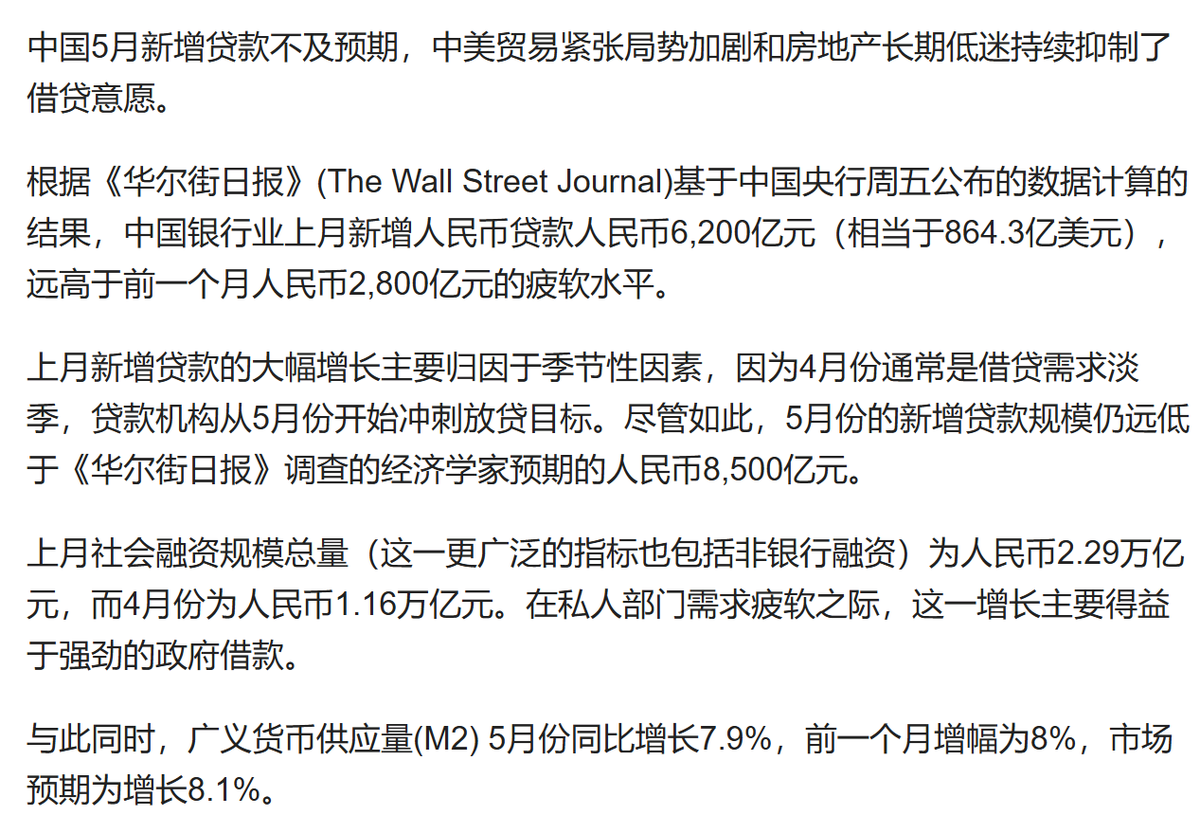 中国5月新增贷款不及预期，中美贸易紧张局势加剧和房地产长期低迷持续抑制了
借贷意愿。
根据《华尔街日报》(The Wall Street Journal)基于中国央行周五公布的数据计算的
结果，中国银行业上月新增人民币贷款人民币6,200亿元（相当于864.3亿美元），
远高于前一个月人民币2,800亿元的疲软水平。
上月新增贷款的大幅增长主要归因于季节性因素，因为4月份通常是借贷需求淡
季，贷款机构从5月份开始冲刺放贷目标。尽管如此，5月份的新增贷款规模仍远低
于《华尔街日报》调查的经济学家预期的人民币8,500亿元。
上月社会融资规模总量（这一更广泛的指标也包括非银行融资）为人民币2.29万亿
元，而4月份为人民币1.16万亿元。在私人部门需求疲软之际，这一增长主要得益
于强劲的政府借款。
与此同时，广义货币供应量(M2) 5月份同比增长7.9%，前一个月增幅为8%，市场
预期为增长8.1%。